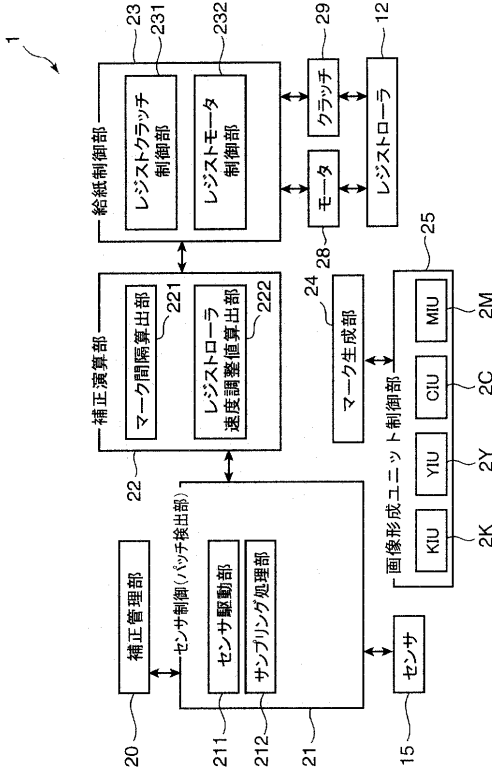 1
20
補正管理部
センサ制御(パッチ検出部)
211
センサ駆動部
212
サンプリング処理部
21
15
センサ
22
補正演算部
マーク間隔算出部
221
レジストローラ
速度調整値算出部
222
給紙制御部
23
レジストクラッチ
制御部
231
レジストモータ
制御部
232
28
モータ
クラッチ
29
レジストローラ
12
24
マーク生成部
画像形成ユニット制御部
25
KIU
YIU
CIU
MIU
2K
2Y
2C
2M